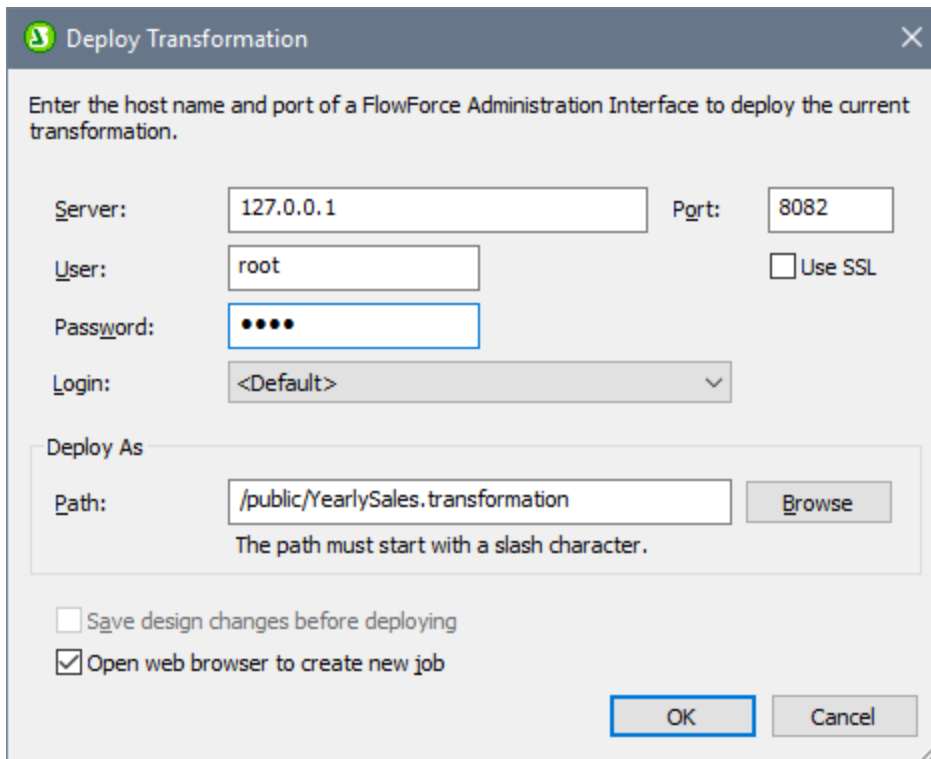 Deploy Transformation
Enter the host name and port of a FlowForce Administration Interface to deploy the current
transformation.
Server: 127.0.0.1 Port: 8082
User: root Use SSL
Password: ••••
Login: <Default>
Deploy As
Path: /public/YearlySales.transformation Browse
The path must start with a slash character.
Save design changes before deploying
Open web browser to create new job
OK Cancel